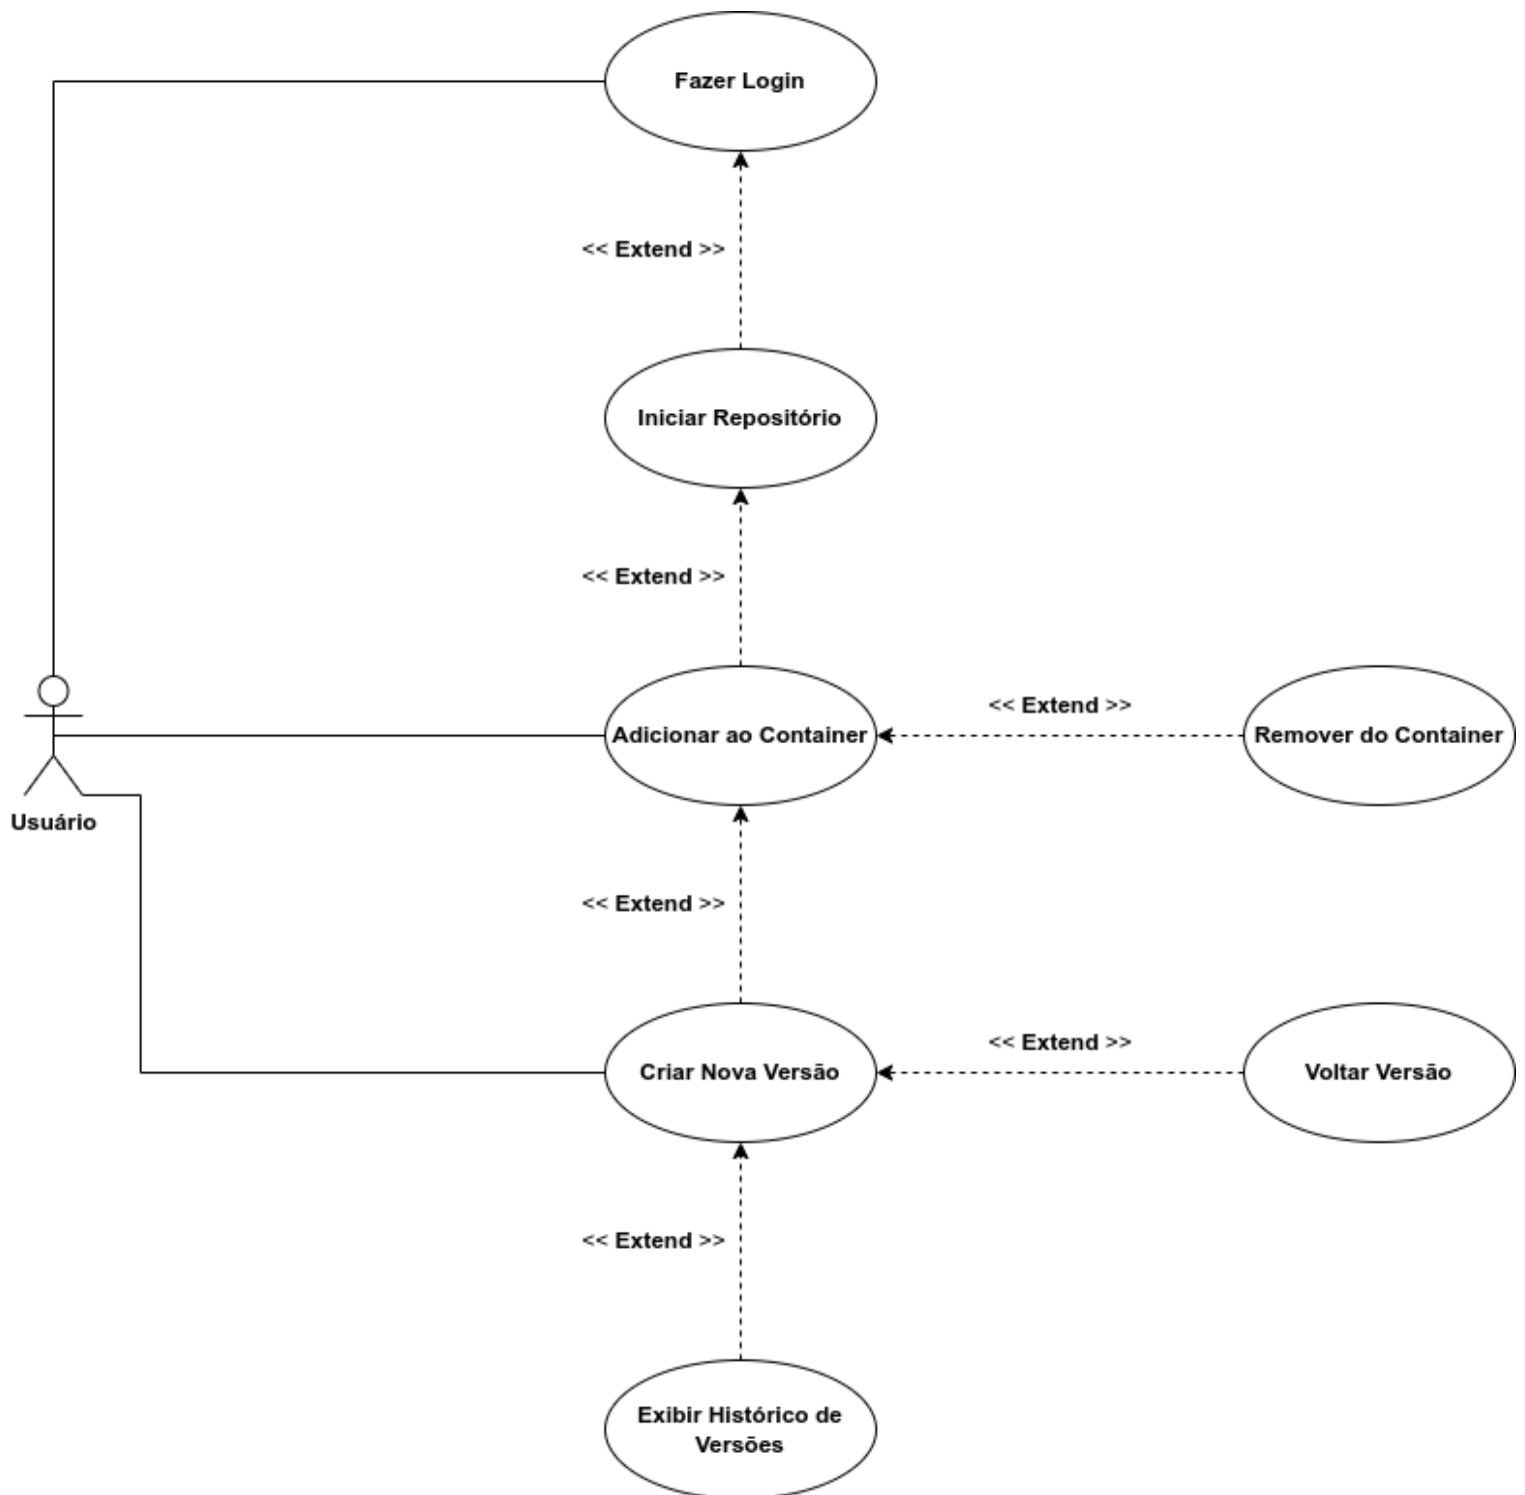 Fazer Login
<< Extend >>
Iniciar Repositório
<< Extend >>
Adicionar ao Container
<< Extend >>
Remover do Container
Usuário
<< Extend >>
Criar Nova Versão
<< Extend >>
Voltar Versão
<< Extend >>
Exibir Histórico de
Versões